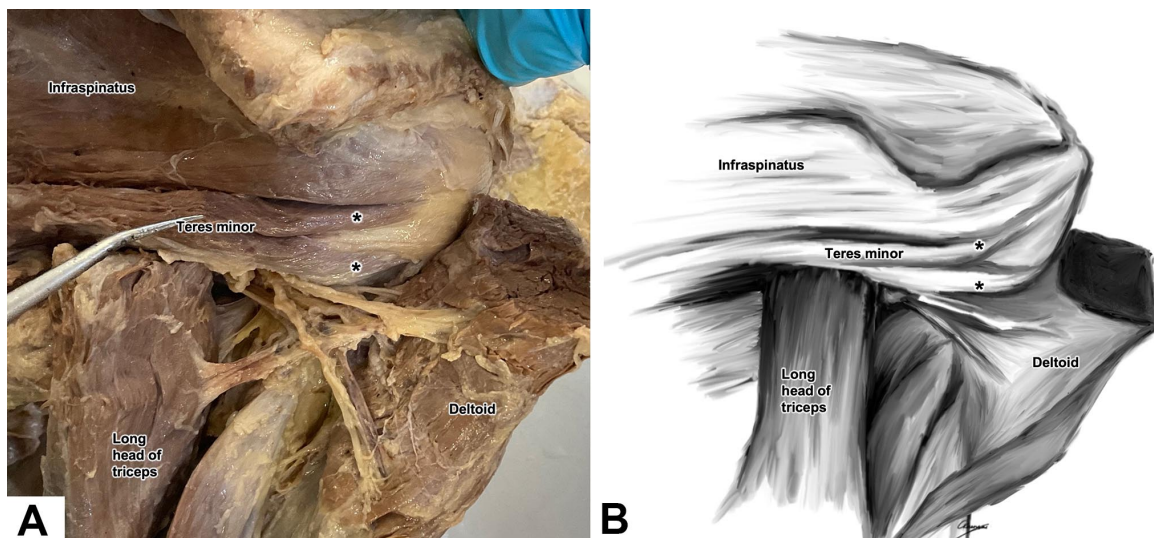 Infraspinatus
*
Teres minor
*
Long
head of
triceps
Deltoid
A
Infraspinatus
*
Teres minor
*
Long
head of
triceps
Deltoid
B